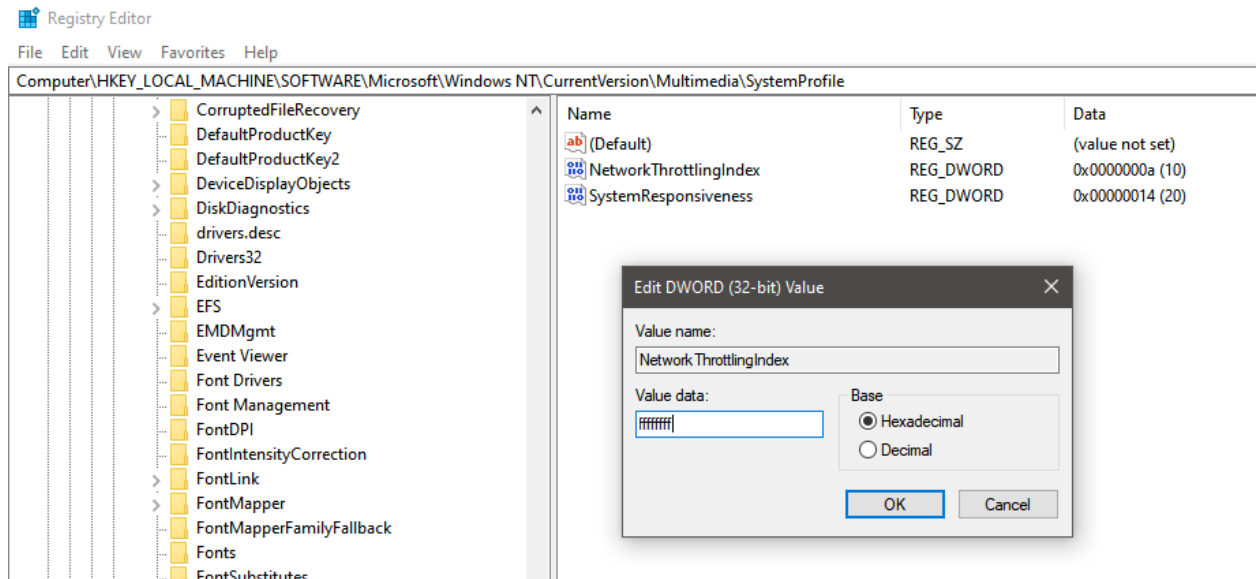 Registry Editor
File Edit View Favorites Help
Computer\HKEY_LOCAL_MACHINE\SOFTWARE\Microsoft\Windows NT\CurrentVersion\Multimedia\SystemProfile
CorruptedFileRecovery
DefaultProductKey
DefaultProductKey2
DeviceDisplayObjects
DiskDiagnostics
drivers.desc
Drivers32
EditionVersion
EFS
EMDMgmt
Event Viewer
Font Drivers
Font Management
FontDPI
FontIntensityCorrection
FontLink
FontMapper
FontMapperFamilyFallback
Fonts
FontSubstitutes
Name Type Data
ab (Default) REG_SZ (value not set)
NetworkThrottlingIndex REG_DWORD 0x0000000a (10)
SystemResponsiveness REG_DWORD 0x00000014 (20)
Edit DWORD (32-bit) Value
Value name:
NetworkThrottlingIndex
Value data:
ffffffff
Base
Hexadecimal
Decimal
OK Cancel